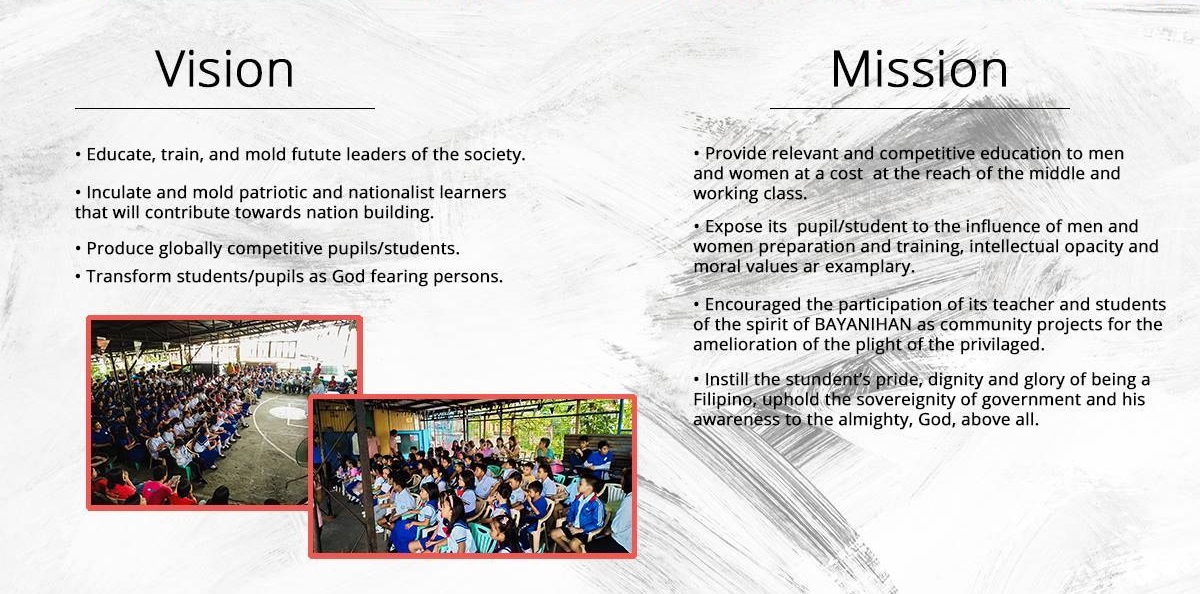 Vision
• Educate, train, and mold futute leaders of the society.
• Inculate and mold patriotic and nationalist learners
that will contribute towards nation building.
• Produce globally competitive pupils/students.
• Transform students/pupils as God fearing persons.
Mission
• Provide relevant and competitive education to men
and women at a cost  at the reach of the middle and
working class.
• Expose its  pupil/student to the influence of men and
women preparation and training, intellectual opacity and
moral values ar examplary.
• Encouraged the participation of its teacher and students
of the spirit of BAYANIHAN as community projects for the
amelioration of the plight of the privilaged.
• Instill the stundent's pride, dignity and glory of being a
Filipino, uphold the sovereignity of government and his
awareness to the almighty, God, above all.